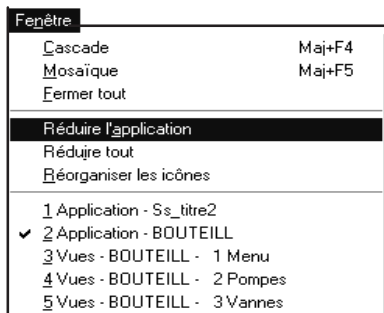 Fenêtre
Cascade Maj+F4
Mosaïque Maj+F5
Fermer tout
Réduire l'application
Réduire tout
Réorganiser les icônes
1 Application - Ss_titre2
✔ 2 Application - BOUTEILL
3 Vues - BOUTEILL - 1 Menu
4 Vues - BOUTEILL - 2 Pompes
5 Vues - BOUTEILL - 3 Vannes